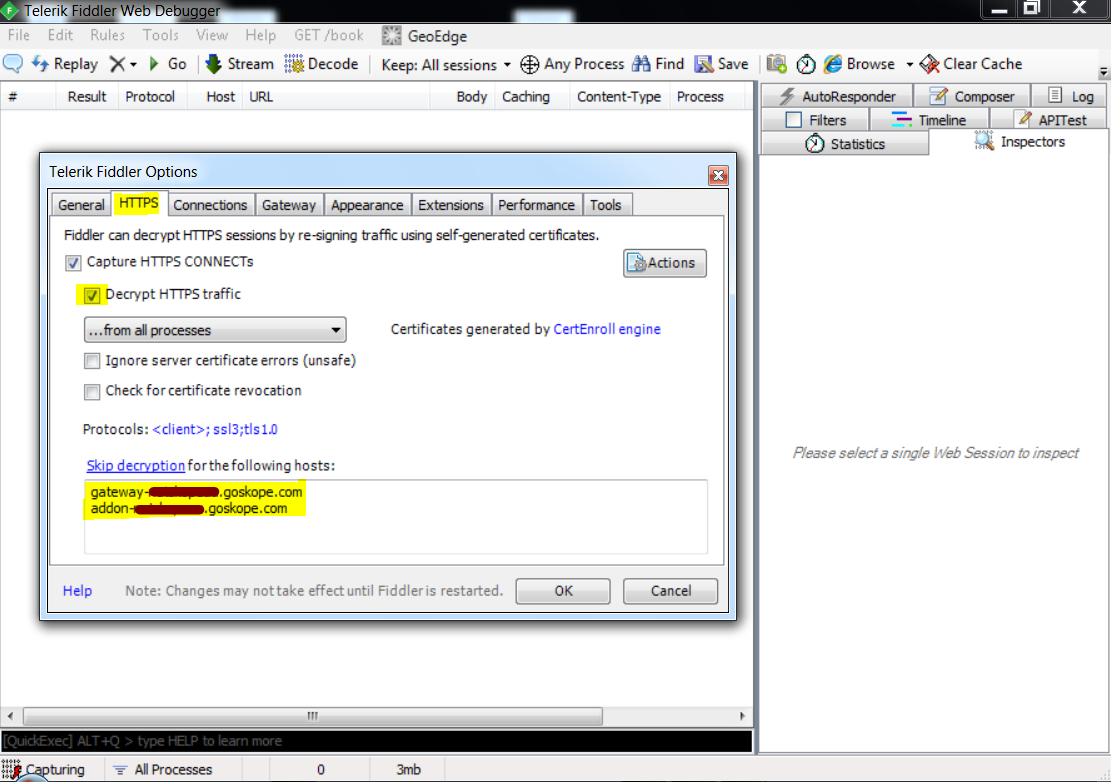 Telerik Fiddler Web Debugger
File Edit Rules Tools View Help GET /book GeoEdge
Replay Go Stream Decode Keep: All sessions Any Process Find Save Browse Clear Cache
# Result Protocol Host URL Body Caching Content-Type Process
AutoResponder Composer Log
Filters Timeline APITest
Statistics Inspectors
Telerik Fiddler Options
General HTTPS Connections Gateway Appearance Extensions Performance Tools
Fiddler can decrypt HTTPS sessions by re-signing traffic using self-generated certificates.
Capture HTTPS CONNECTs
Actions
Decrypt HTTPS traffic
...from all processes
Certificates generated by CertEnroll engine
Ignore server certificate errors (unsafe)
Check for certificate revocation
Protocols: <client>; ssl3;tls1.0
Skip decryption for the following hosts:
gateway- .goskope.com
addon- .goskope.com
Help Note: Changes may not take effect until Fiddler is restarted. OK Cancel
Please select a single Web Session to inspect
[QuickExec] ALT+Q > type HELP to learn more
Capturing All Processes 0 3mb